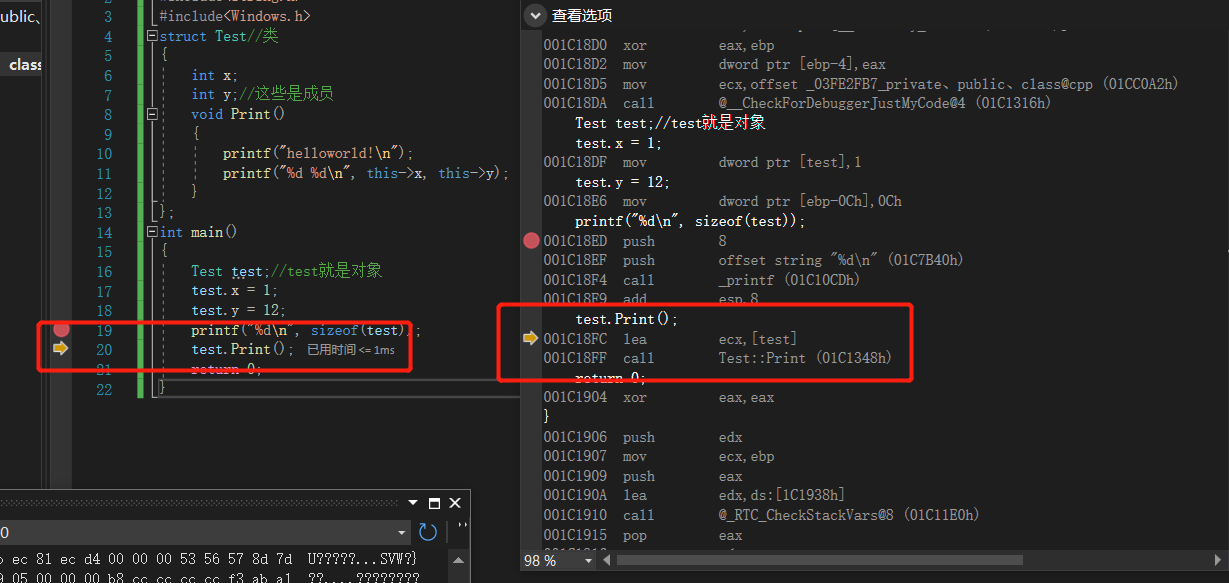 ublic、
class
3 #include<Windows.h>
4 struct Test//类
5 {
6 int x;
7 int y;//这些是成员
8 void Print()
9 {
10 printf("helloworld!\n");
11 printf("%d %d\n", this->x, this->y);
12 }
13 };
14 int main()
15 {
16 Test test;//test就是对象
17 test.x = 1;
18 test.y = 12;
19 printf("%d\n", sizeof(test));
20 test.Print(); 已用时间 <= 1ms
21 return 0;
22 }
0
ec 81 ec d4 00 00 00 53 56 57 8d 7d U?????...SVW?}
05 00 00 00 b8 cc cc cc cc f3 ab a1 ??....????????
查看选项
001C18D0 xor eax,ebp
001C18D2 mov dword ptr [ebp-4],eax
001C18D5 mov ecx,offset _03FE2FB7_private、public、class@cpp (01CC0A2h)
001C18DA call @__CheckForDebuggerJustMyCode@4 (01C1316h)
Test test;//test就是对象
test.x = 1;
001C18DF mov dword ptr [test],1
test.y = 12;
001C18E6 mov dword ptr [ebp-0Ch],0Ch
printf("%d\n", sizeof(test));
001C18ED push 8
001C18EF push offset string "%d\n" (01C7B40h)
001C18F4 call _printf (01C10CDh)
001C18F9 add esp,8
test.Print();
001C18FC lea ecx,[test]
001C18FF call Test::Print (01C1348h)
return 0;
001C1904 xor eax,eax
}
001C1906 push edx
001C1907 mov ecx,ebp
001C1909 push eax
001C190A lea edx,ds:[1C1938h]
001C1910 call @_RTC_CheckStackVars@8 (01C11E0h)
001C1915 pop eax
98 %